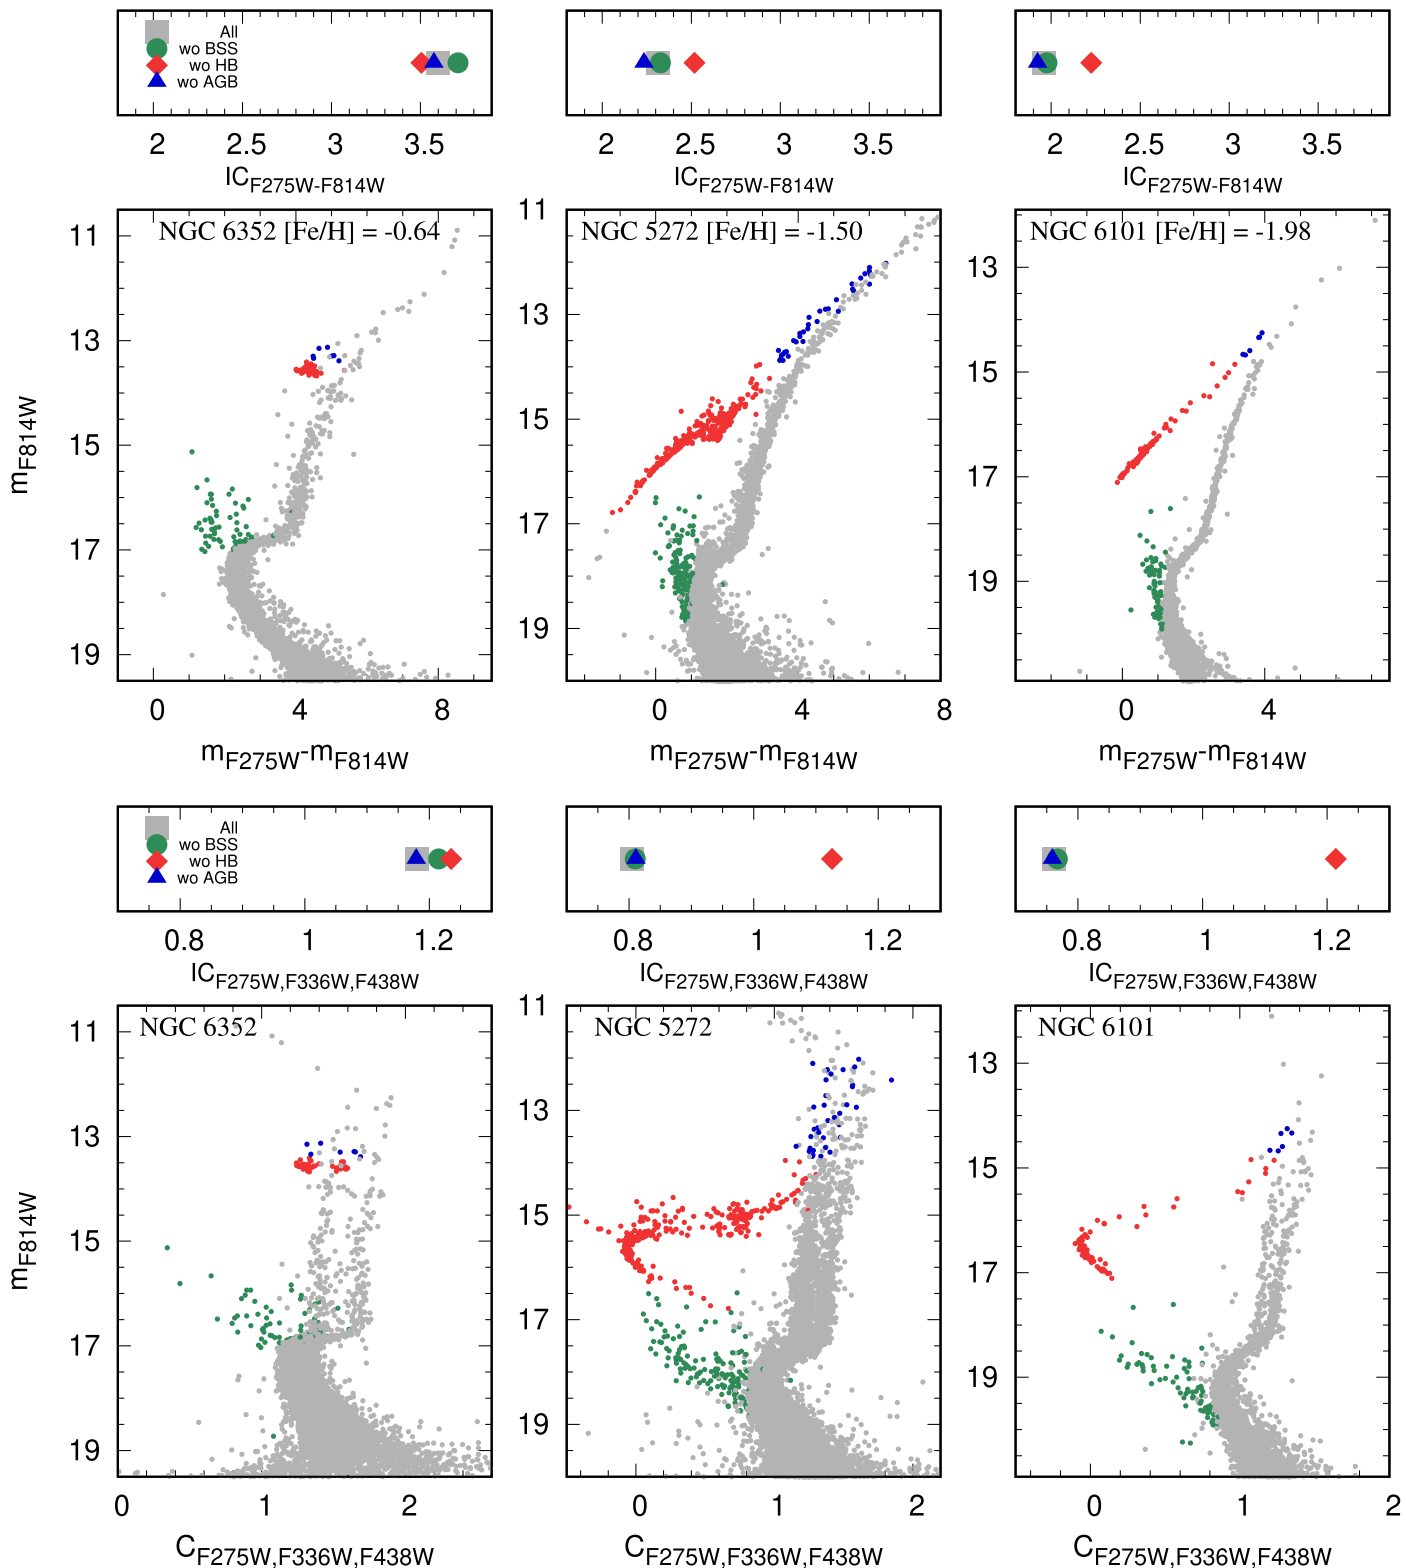 All
wo BSS
wo HB
wo AGB
2 2.5 3 3.5
2 2.5 3 3.5
2 2.5 3 3.5
IC F275W-F814W
IC F275W-F814W
IC F275W-F814W
NGC 6352 [Fe/H] = -0.64
NGC 5272 [Fe/H] = -1.50
NGC 6101 [Fe/H] = -1.98
m F814W
11
13
15
17
19
11
13
15
17
19
13
15
17
19
0 4 8
0 4 8
0 4
m F275W-m F814W
m F275W-m F814W
m F275W-m F814W
All
wo BSS
wo HB
wo AGB
0.8 1 1.2
0.8 1 1.2
0.8 1 1.2
IC F275W,F336W,F438W
IC F275W,F336W,F438W
IC F275W,F336W,F438W
NGC 6352
NGC 5272
NGC 6101
m F814W
11
13
15
17
19
11
13
15
17
19
13
15
17
19
0 1 2
0 1 2
0 1 2
C F275W,F336W,F438W
C F275W,F336W,F438W
C F275W,F336W,F438W